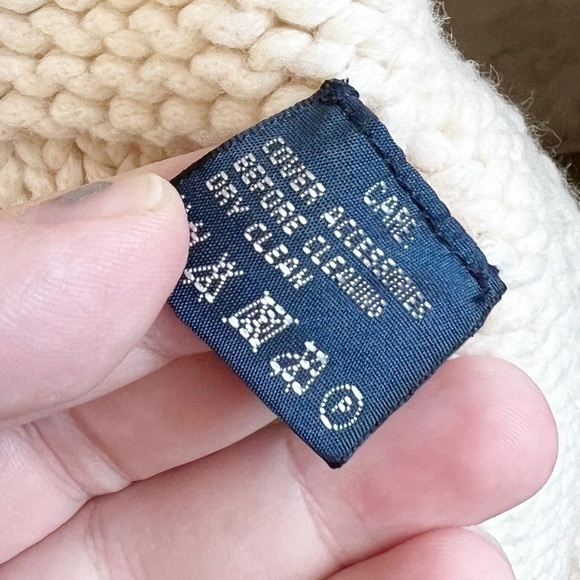 CARE:
COVER ACCESSORIES
BEFORE CLEANING
DRY CLEAN
P